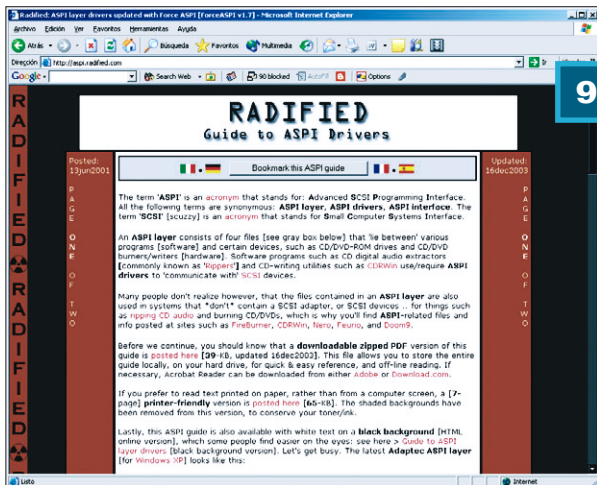 Radified: ASPI layer drivers updated with Force ASPI [ForceASPI v1.7] - Microsoft Internet Explorer
Archivo Edición Ver Favoritos Herramientas Ayuda
Atrás Búsqueda Favoritos Multimedia
Dirección http://aspi.radified.com Ir
Google Search Web 90 blocked AutoFill Options
9
RADIFIED
Guide to ASPI Drivers
Posted:
13jun2001
Bookmark this ASPI guide
Updated:
16dec2003
RADIFIED RADIFIED
PAGE ONE OF TWO
PAGE ONE OF TWO
The term 'ASPI' is an acronym that stands for: Advanced SCSI Programming Interface.
All the following terms are synonymous: ASPI layer, ASPI drivers, ASPI interface. The
term 'SCSI' [scuzzy] is an acronym that stands for Small Computer Systems Interface.
An ASPI layer consists of four files [see gray box below] that 'lie between' various
programs [software] and certain devices, such as CD/DVD-ROM drives and CD/DVD
burners/writers [hardware]. Software programs such as CD digital audio extractors
[commonly known as 'Rippers'] and CD-writing utilities such as CDRWin use/require ASPI
drivers to 'communicate with' SCSI devices.
Many people don't realize however, that the files contained in an ASPI layer are also
used in systems that *don't* contain a SCSI adapter, or SCSI devices .. for things such
as ripping CD audio and burning CD/DVDs, which is why you'll find ASPI-related files and
info posted at sites such as FireBurner, CDRWin, Nero, Feurio, and Doom9.
Before we continue, you should know that a downloadable zipped PDF version of this
guide is posted here [39-KB, updated 16dec2003]. This file allows you to store the entire
guide locally, on your hard drive, for quick & easy reference, and off-line reading. If
necessary, Acrobat Reader can be downloaded from either Adobe or Download.com.
If you prefer to read text printed on paper, rather than from a computer screen, a [7-
page] printer-friendly version is posted here [65-KB]. The shaded backgrounds have
been removed from this version, to conserve your toner/ink.
Lastly, this ASPI guide is also available with white text on a black background [HTML
online version], which some people find easier on the eyes: see here > Guide to ASPI
layer drivers [black background version]. Let's get busy. The latest Adaptec ASPI layer
[for Windows XP] looks like this:
Listo Internet